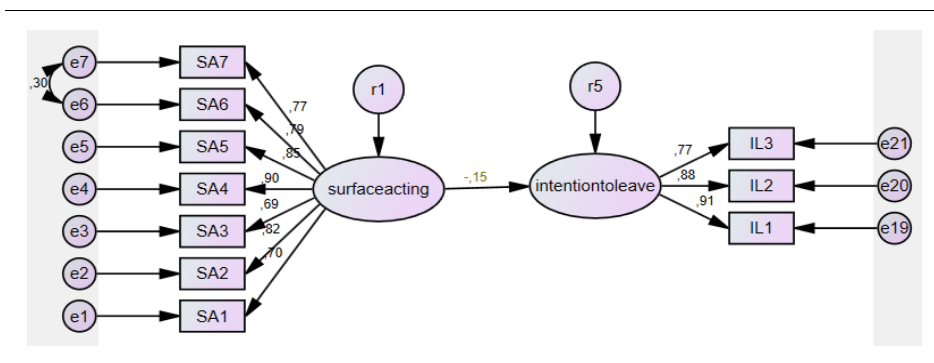 e7
SA7
,30
,77
r1
r5
e6
SA6
,79
e5
SA5
,85
IL3
e21
,77
e4
SA4
,90
surfaceacting
-,15
intentiontoleave
,88
IL2
e20
,69
e3
SA3
,82
,91
IL1
e19
e2
SA2
,70
e1
SA1